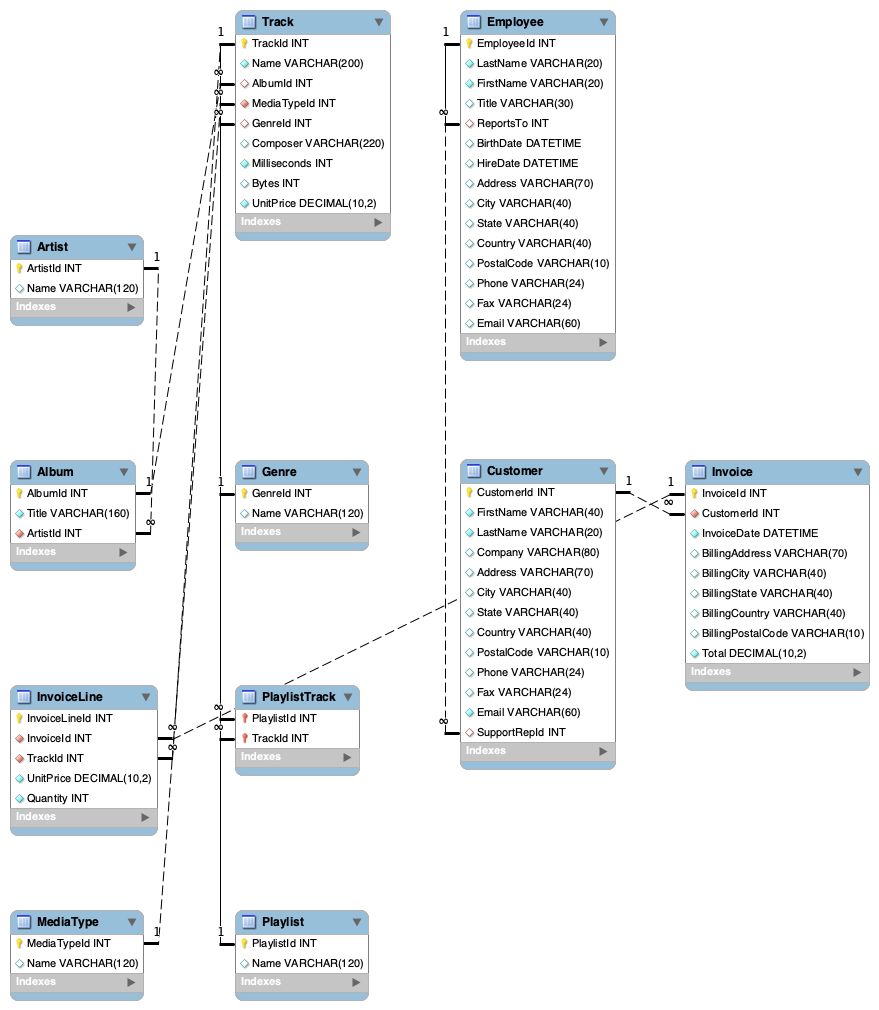 Track
TrackId INT
Name VARCHAR(200)
AlbumId INT
MediaTypeId INT
GenreId INT
Composer VARCHAR(220)
Milliseconds INT
Bytes INT
UnitPrice DECIMAL(10,2)
Indexes
Employee
EmployeeId INT
LastName VARCHAR(20)
FirstName VARCHAR(20)
Title VARCHAR(30)
ReportsTo INT
BirthDate DATETIME
HireDate DATETIME
Address VARCHAR(70)
City VARCHAR(40)
State VARCHAR(40)
Country VARCHAR(40)
PostalCode VARCHAR(10)
Phone VARCHAR(24)
Fax VARCHAR(24)
Email VARCHAR(60)
Indexes
1
∞
∞
∞
1
∞
Artist
ArtistId INT
Name VARCHAR(120)
Indexes
1
Album
AlbumId INT
Title VARCHAR(160)
ArtistId INT
Indexes
1
∞
Genre
GenreId INT
Name VARCHAR(120)
Indexes
1
Customer
CustomerId INT
FirstName VARCHAR(40)
LastName VARCHAR(20)
Company VARCHAR(80)
Address VARCHAR(70)
City VARCHAR(40)
State VARCHAR(40)
Country VARCHAR(40)
PostalCode VARCHAR(10)
Phone VARCHAR(24)
Fax VARCHAR(24)
Email VARCHAR(60)
SupportRepId INT
Indexes
1
∞
Invoice
InvoiceId INT
CustomerId INT
InvoiceDate DATETIME
BillingAddress VARCHAR(70)
BillingCity VARCHAR(40)
BillingState VARCHAR(40)
BillingCountry VARCHAR(40)
BillingPostalCode VARCHAR(10)
Total DECIMAL(10,2)
Indexes
1
∞
InvoiceLine
InvoiceLineId INT
InvoiceId INT
TrackId INT
UnitPrice DECIMAL(10,2)
Quantity INT
Indexes
∞
∞
PlaylistTrack
PlaylistId INT
TrackId INT
Indexes
∞
∞
MediaType
MediaTypeId INT
Name VARCHAR(120)
Indexes
1
Playlist
PlaylistId INT
Name VARCHAR(120)
Indexes
1